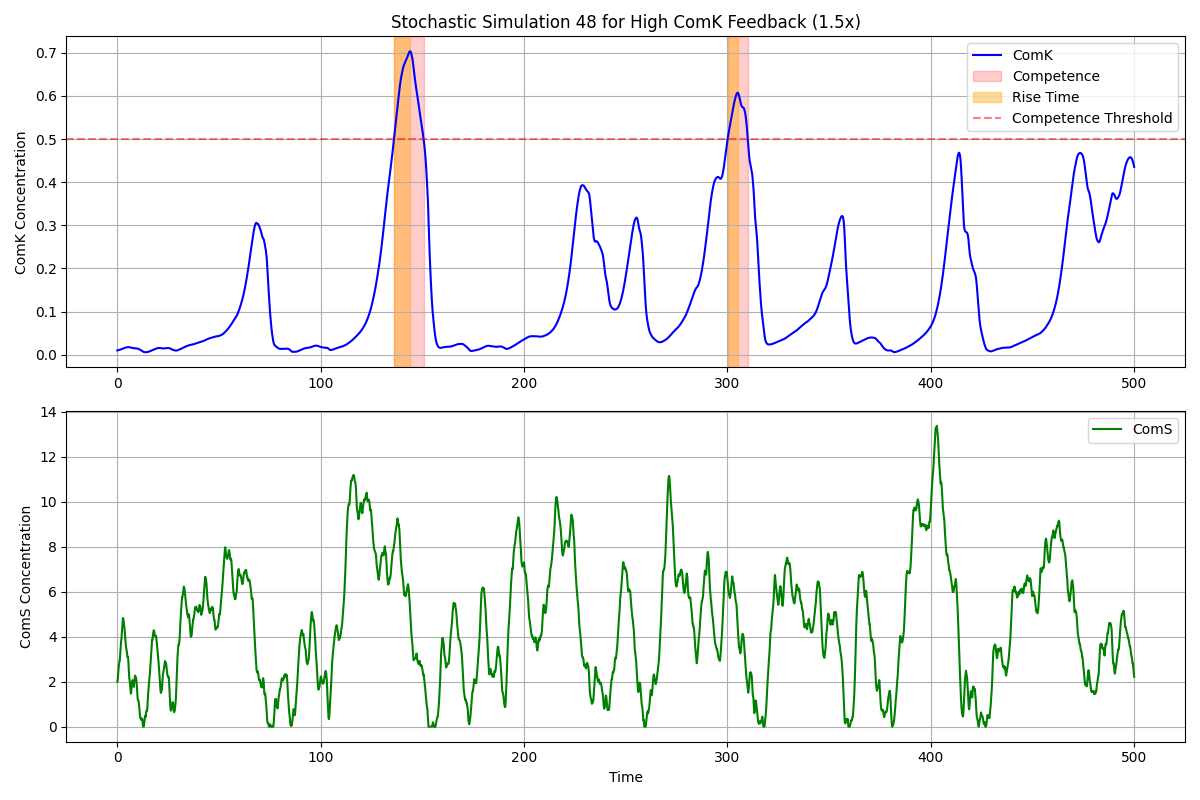 Stochastic Simulation 48 for High ComK Feedback (1.5x)
ComK Concentration
0.7
0.6
0.5
0.4
0.3
0.2
0.1
0.0
ComK
Competence
Rise Time
Competence Threshold
0 100 200 300 400 500
ComS Concentration
14
12
10
8
6
4
2
0
ComS
0 100 200 300 400 500
Time